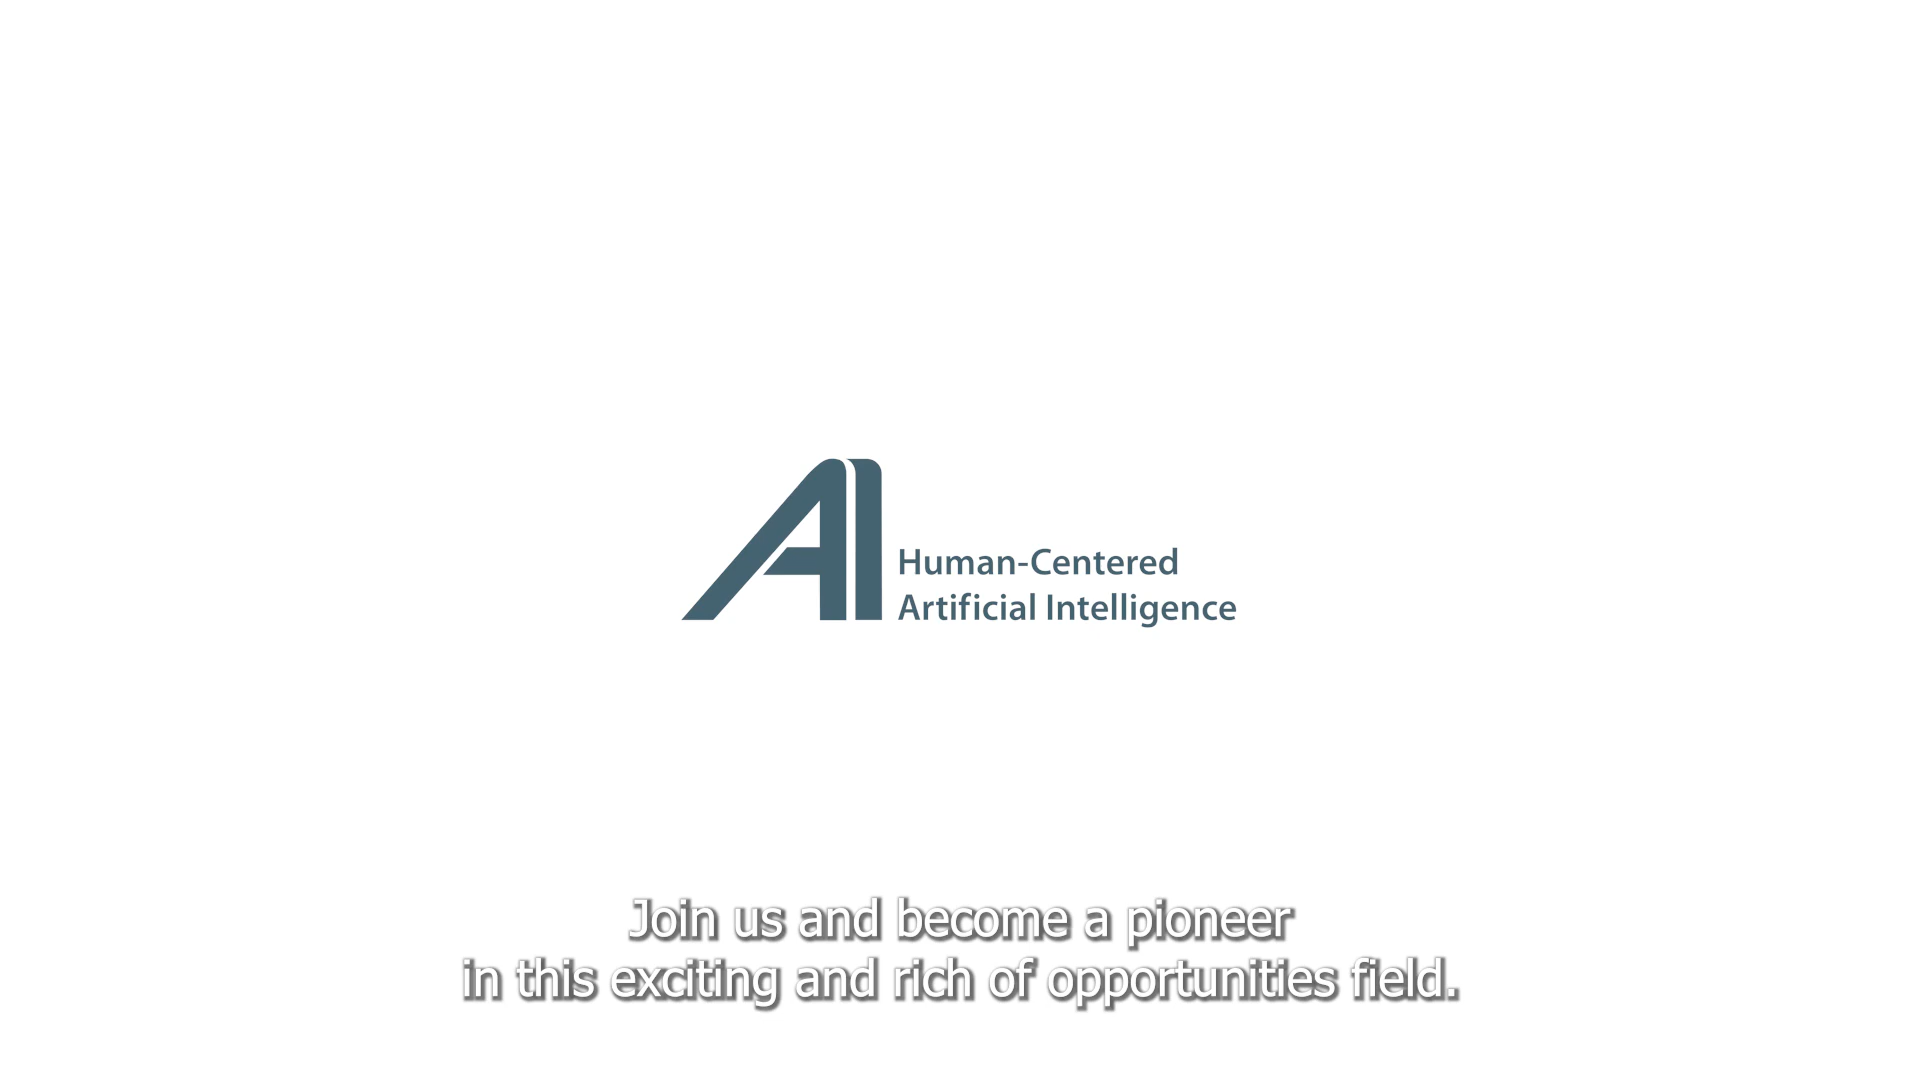 AI
Human-Centered
Artificial Intelligence
Join us and become a pioneer
in this exciting and rich of opportunities field.